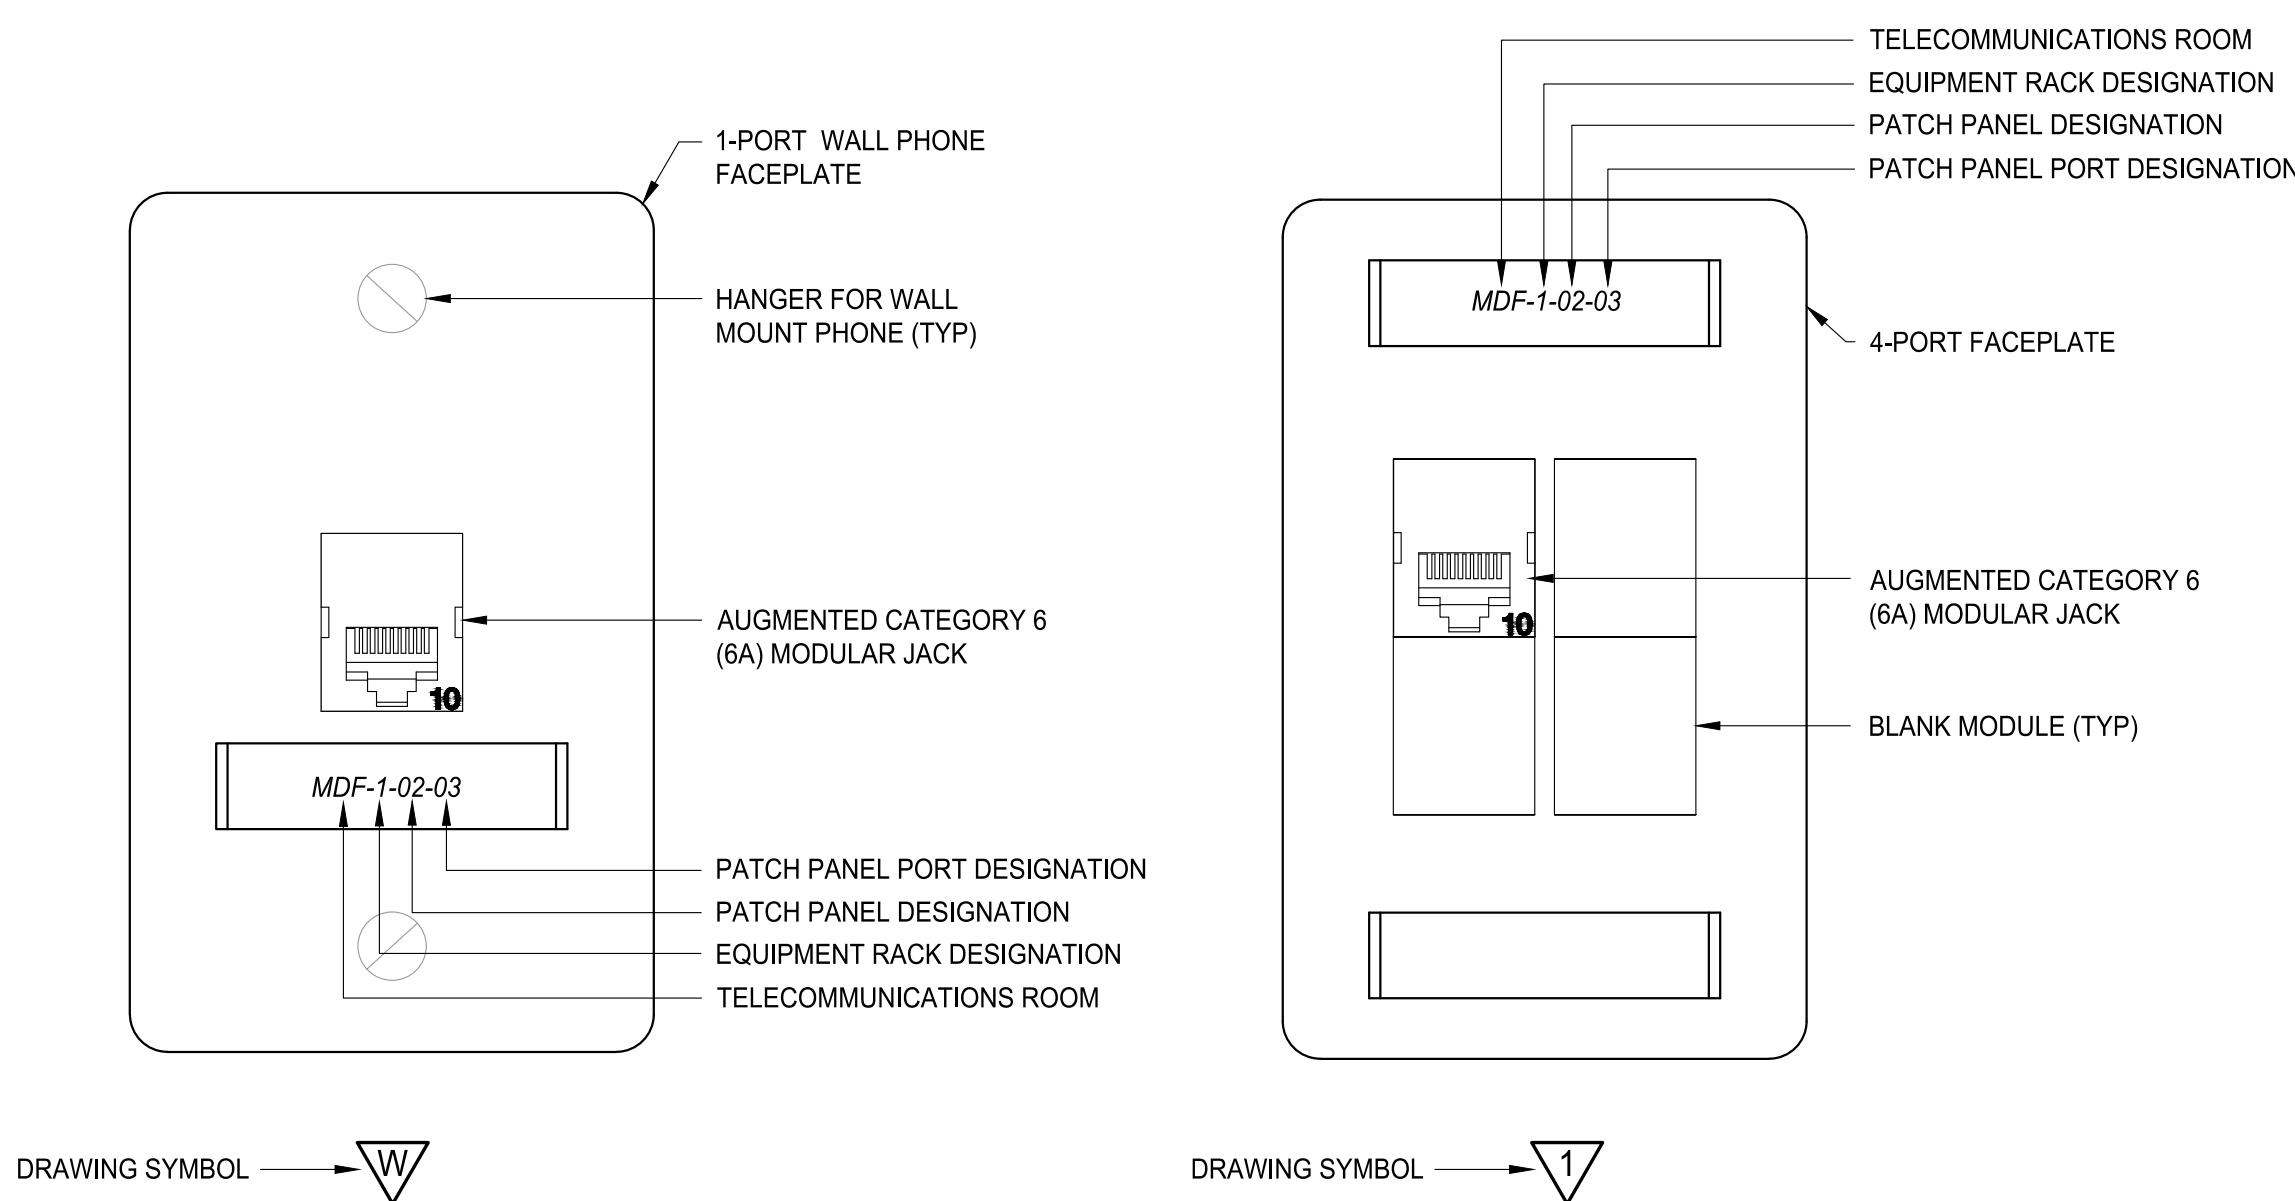 1-PORT WALL PHONE
FACEPLATE
HANGER FOR WALL
MOUNT PHONE (TYP)
AUGMENTED CATEGORY 6
(6A) MODULAR JACK
10
MDF-1-02-03
PATCH PANEL PORT DESIGNATION
PATCH PANEL DESIGNATION
EQUIPMENT RACK DESIGNATION
TELECOMMUNICATIONS ROOM
DRAWING SYMBOL
W
TELECOMMUNICATIONS ROOM
EQUIPMENT RACK DESIGNATION
PATCH PANEL DESIGNATION
PATCH PANEL PORT DESIGNATION
MDF-1-02-03
4-PORT FACEPLATE
AUGMENTED CATEGORY 6
(6A) MODULAR JACK
10
BLANK MODULE (TYP)
DRAWING SYMBOL
1